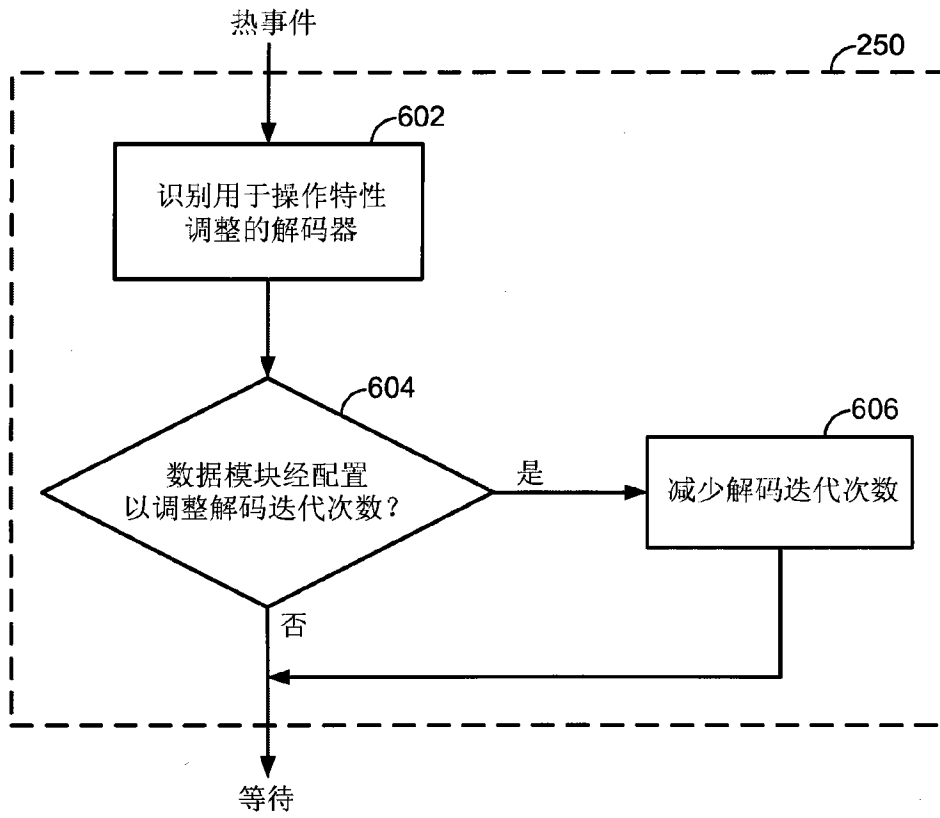 热事件
250
602
识别用于操作特性
调整的解码器
604
数据模块经配置
以调整解码迭代次数？
是
606
减少解码迭代次数
否
等待